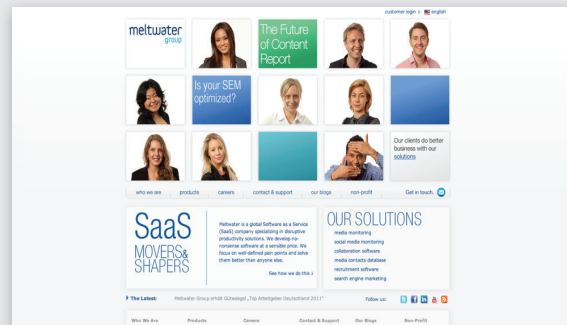 customer login
english
meltwater
group
The Future
of Content
Report
Is your SEM
optimized?
Our clients do better
business with our
solutions
who we are
products
careers
contact & support
our blogs
non-profit
Get in touch.
SaaS
MOVERS&
SHAPERS
Meltwater is a global Software as a Service
(SaaS) company specializing in disruptive
productivity solutions. We develop no-
nonsense software at a sensible price. We
focus on well-defined pain points and solve
them better than anyone else.
See how we do this
OUR SOLUTIONS
media monitoring
social media monitoring
collaboration software
media contacts database
recruitment software
search engine marketing
The Latest:
Meltwater Group erhält Gütesiegel „Top Arbeitgeber Deutschland 2011"
Follow us:
Who We Are
Products
Careers
Contact & Support
Our Blogs
Non-Profit